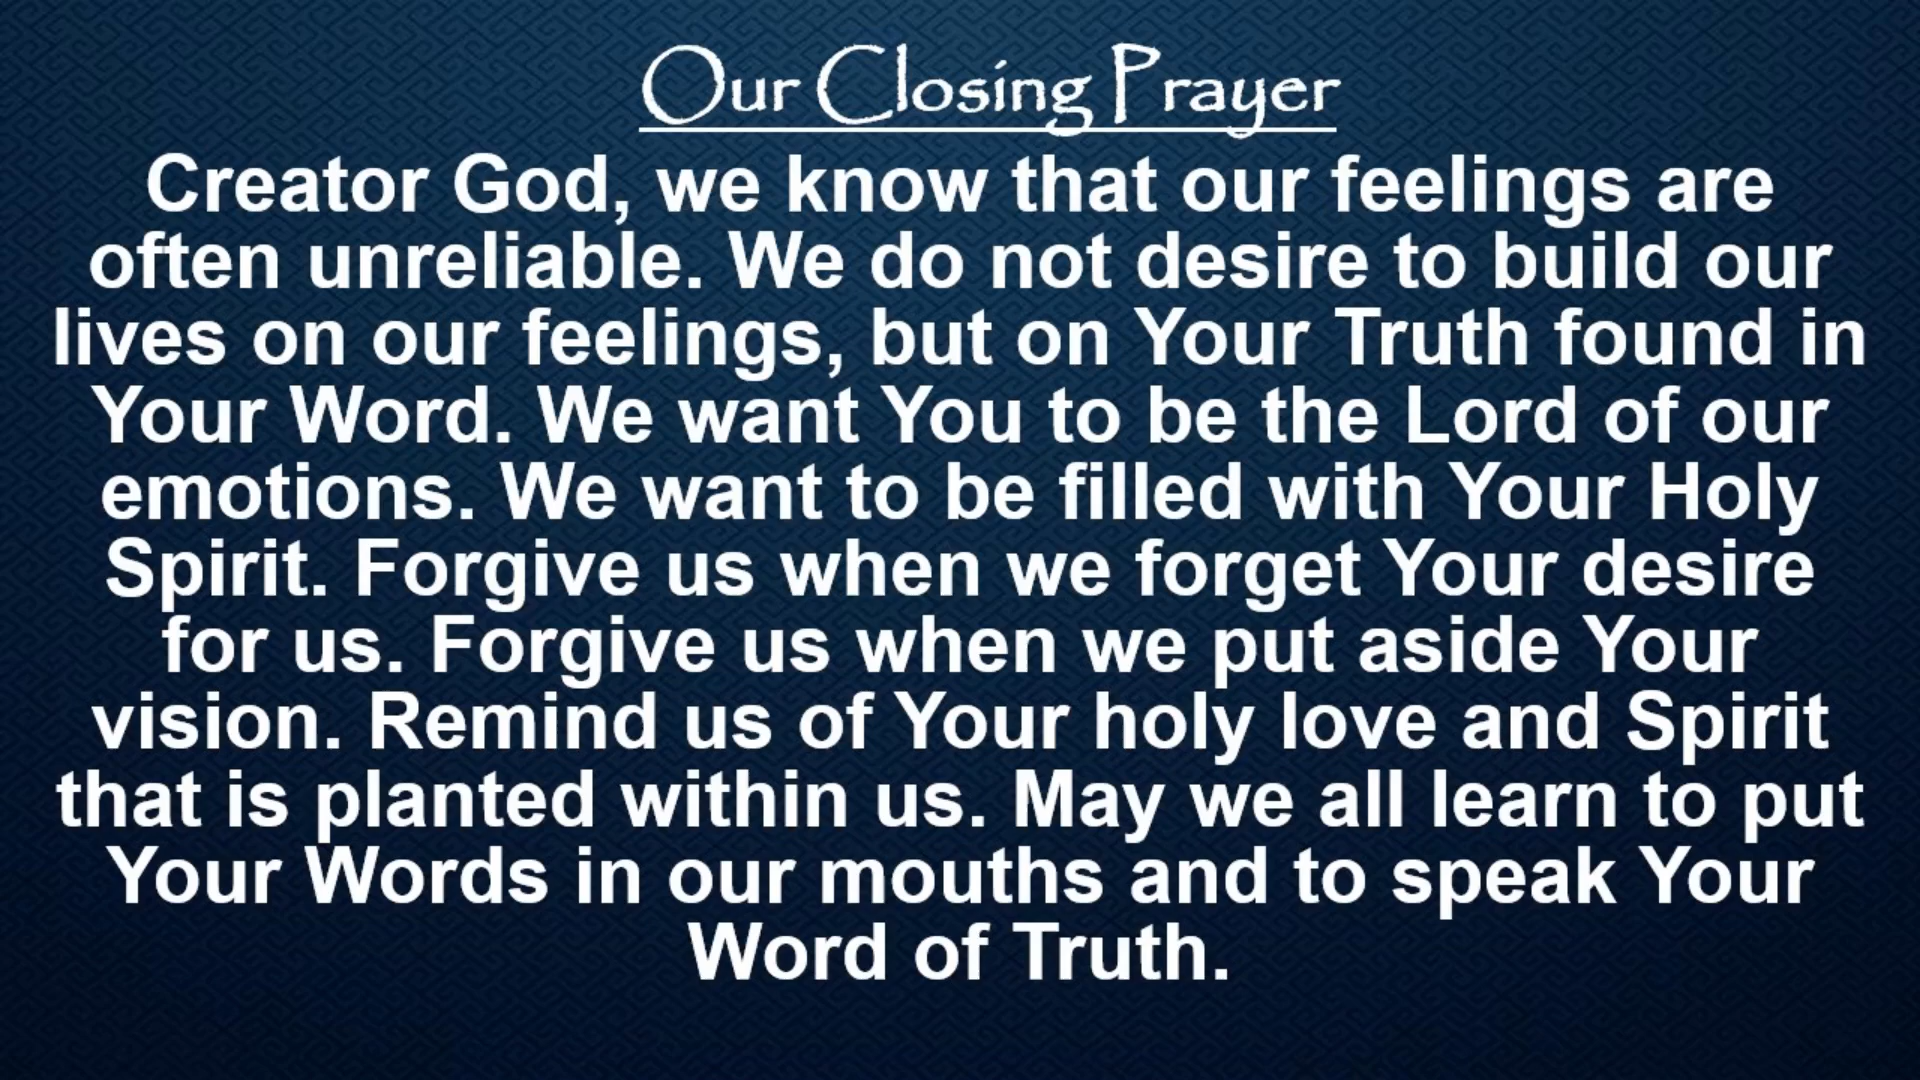 Our Closing Prayer
Creator God, we know that our feelings are
often unreliable. We do not desire to build our
lives on our feelings, but on Your Truth found in
Your Word. We want You to be the Lord of our
emotions. We want to be filled with Your Holy
Spirit. Forgive us when we forget Your desire
for us. Forgive us when we put aside Your
vision. Remind us of Your holy love and Spirit
that is planted within us. May we all learn to put
Your Words in our mouths and to speak Your
Word of Truth.